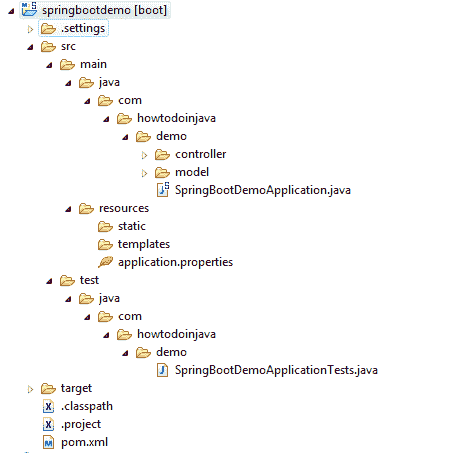 springbootdemo [boot]
.settings
src
main
java
com
howtodoinjava
demo
controller
model
SpringBootDemoApplication.java
resources
static
templates
application.properties
test
java
com
howtodoinjava
demo
SpringBootDemoApplicationTests.java
target
.classpath
.project
pom.xml